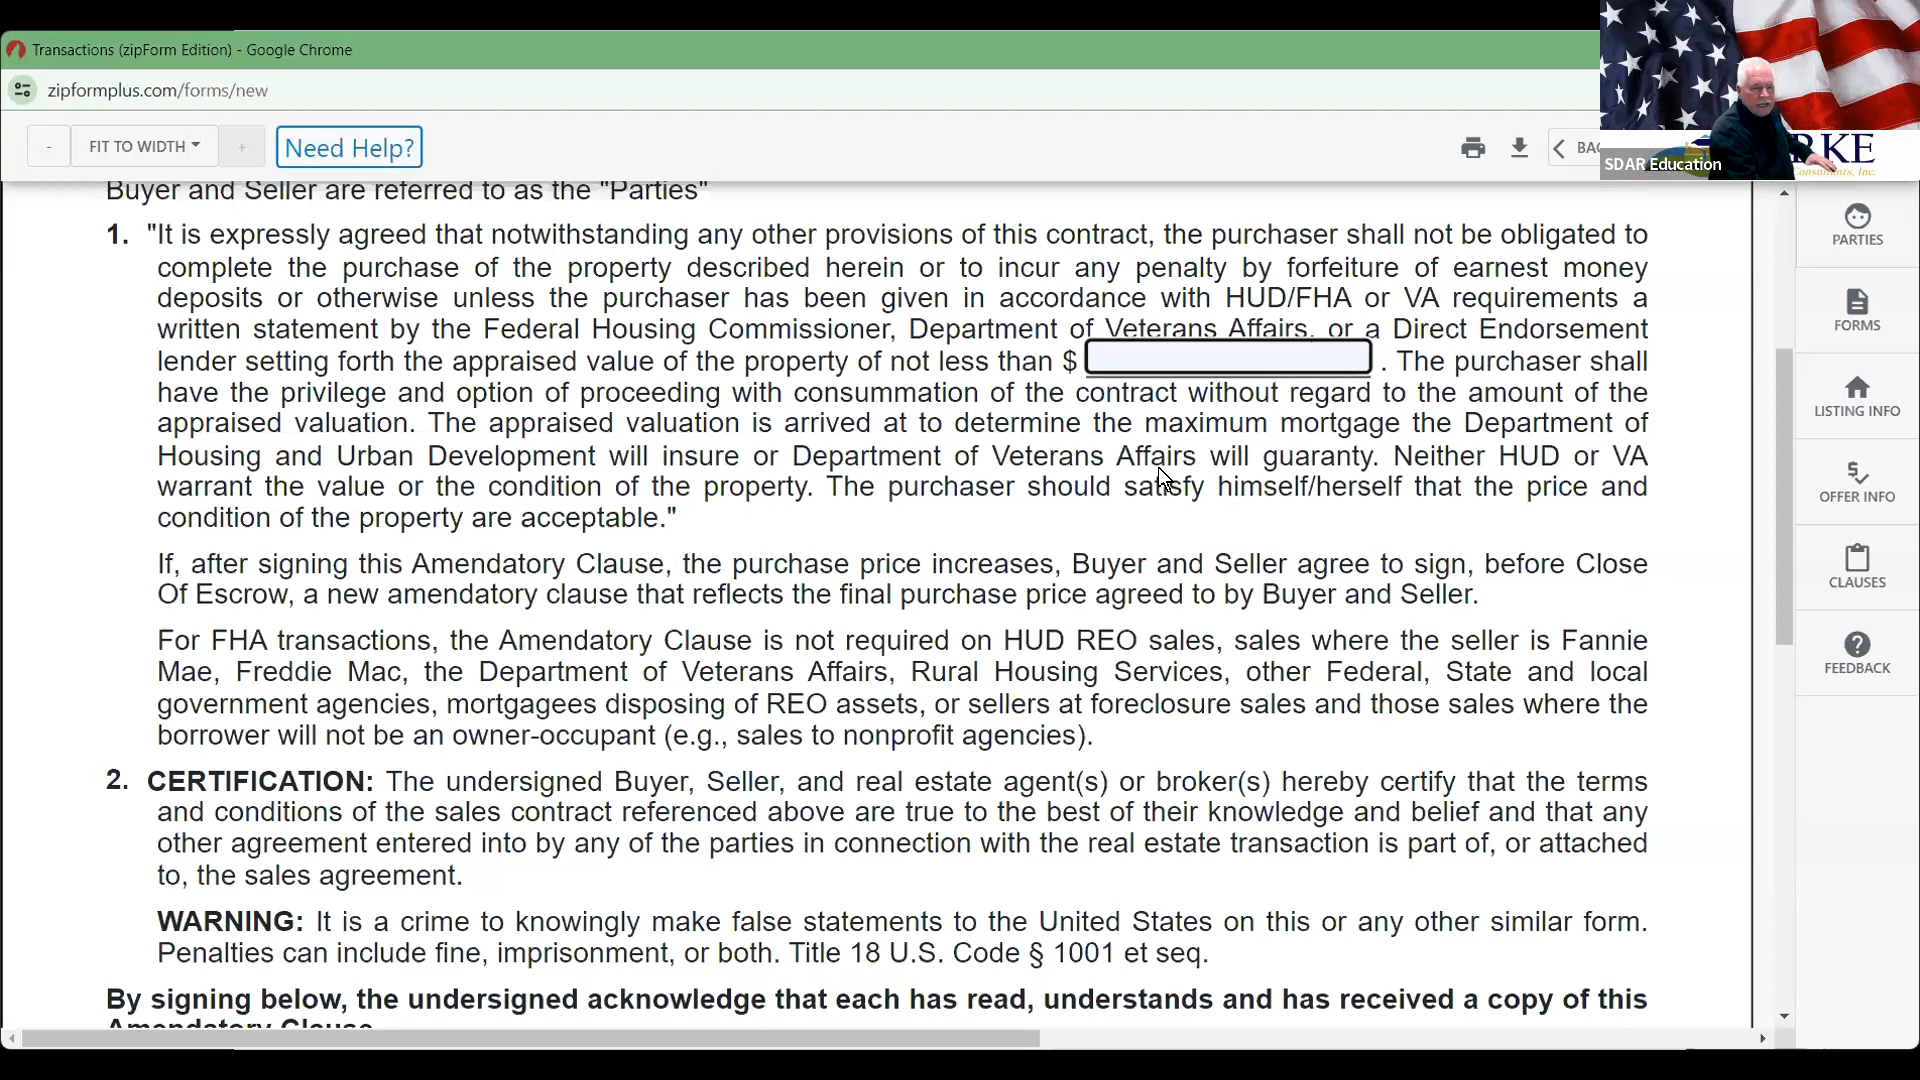 Transactions (zipForm Edition) - Google Chrome
zipformplus.com/forms/new
- FIT TO WIDTH + Need Help?
RKE
Consultants, Inc.
SDAR Education
Buyer and Seller are referred to as the "Parties"
1. "It is expressly agreed that notwithstanding any other provisions of this contract, the purchaser shall not be obligated to
complete the purchase of the property described herein or to incur any penalty by forfeiture of earnest money
deposits or otherwise unless the purchaser has been given in accordance with HUD/FHA or VA requirements a
written statement by the Federal Housing Commissioner, Department of Veterans Affairs, or a Direct Endorsement
lender setting forth the appraised value of the property of not less than $ . The purchaser shall
have the privilege and option of proceeding with consummation of the contract without regard to the amount of the
appraised valuation. The appraised valuation is arrived at to determine the maximum mortgage the Department of
Housing and Urban Development will insure or Department of Veterans Affairs will guaranty. Neither HUD or VA
warrant the value or the condition of the property. The purchaser should satisfy himself/herself that the price and
condition of the property are acceptable."
If, after signing this Amendatory Clause, the purchase price increases, Buyer and Seller agree to sign, before Close
Of Escrow, a new amendatory clause that reflects the final purchase price agreed to by Buyer and Seller.
For FHA transactions, the Amendatory Clause is not required on HUD REO sales, sales where the seller is Fannie
Mae, Freddie Mac, the Department of Veterans Affairs, Rural Housing Services, other Federal, State and local
government agencies, mortgagees disposing of REO assets, or sellers at foreclosure sales and those sales where the
borrower will not be an owner-occupant (e.g., sales to nonprofit agencies).
2. CERTIFICATION: The undersigned Buyer, Seller, and real estate agent(s) or broker(s) hereby certify that the terms
and conditions of the sales contract referenced above are true to the best of their knowledge and belief and that any
other agreement entered into by any of the parties in connection with the real estate transaction is part of, or attached
to, the sales agreement.
WARNING: It is a crime to knowingly make false statements to the United States on this or any other similar form.
Penalties can include fine, imprisonment, or both. Title 18 U.S. Code § 1001 et seq.
By signing below, the undersigned acknowledge that each has read, understands and has received a copy of this
Amendatory Clause
PARTIES
FORMS
LISTING INFO
OFFER INFO
CLAUSES
FEEDBACK